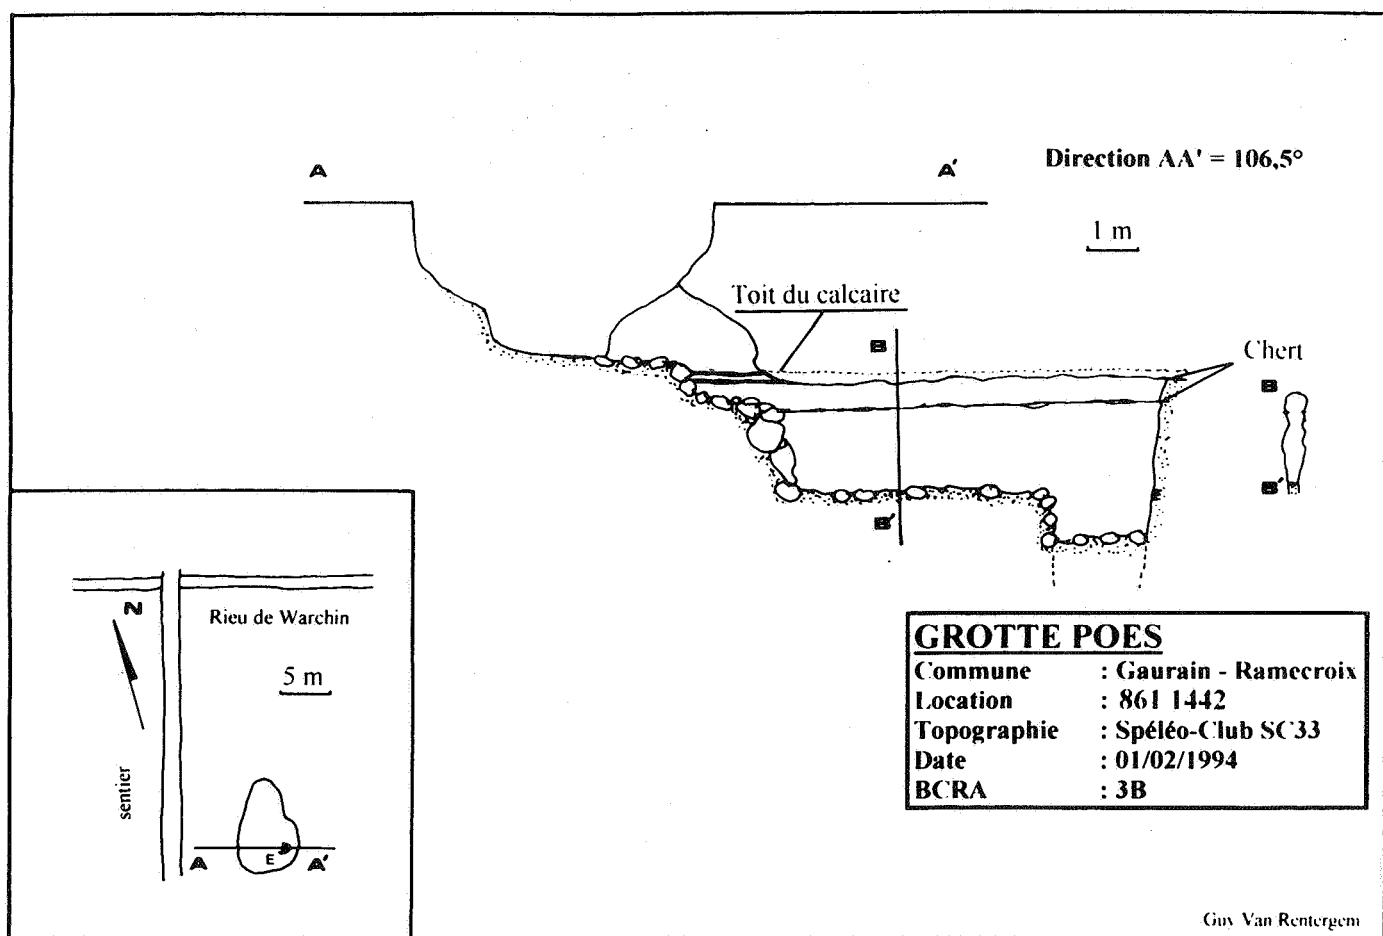 Direction AA' = 106,5°
A
A'
1 m
Toit du calcaire
B
Chert
B
B'
B'
N
Rieu de Warchin
5 m
sentier
A
E
A'
GROTTE POES
Commune : Gaurain - Ramecroix
Location : 861 1442
Topographie : Spéléo-Club SC33
Date : 01/02/1994
BCRA : 3B
Guy Van Rentergem